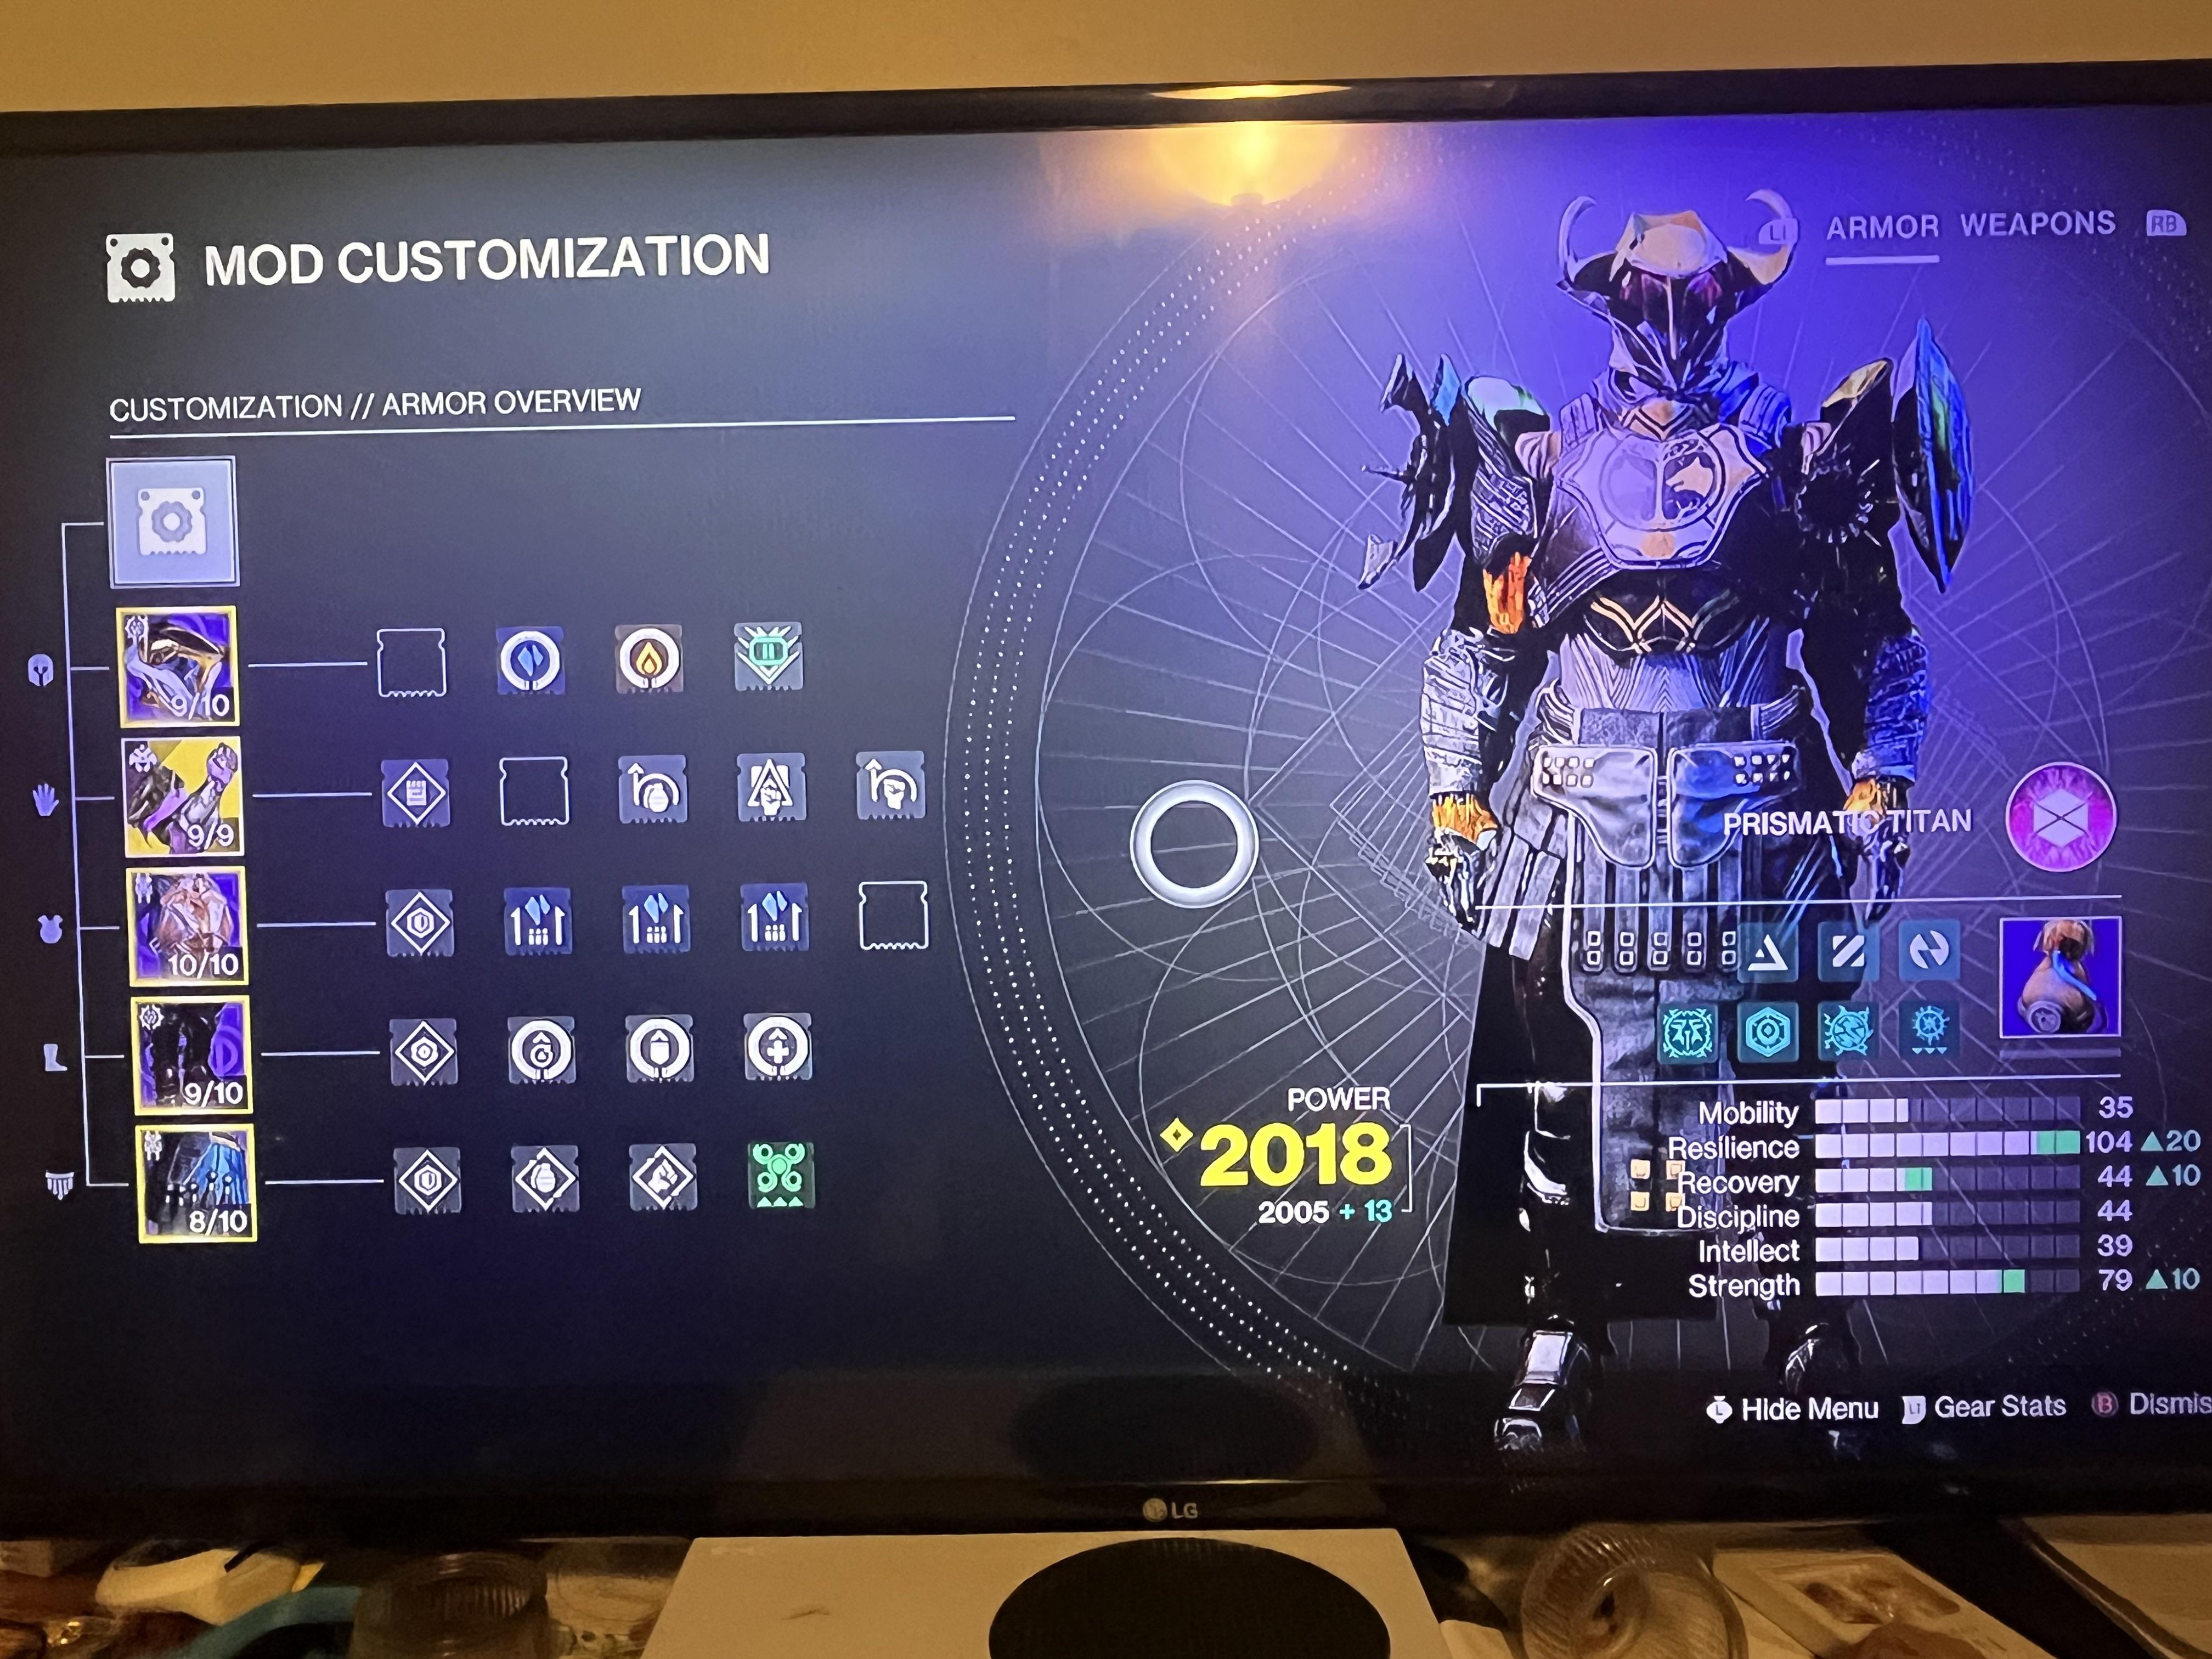 MOD CUSTOMIZATION
ARMOR WEAPONS RB
CUSTOMIZATION // ARMOR OVERVIEW
9/10
9/9
10/10
9/10
8/10
PRISMATIC TITAN
POWER
2018
2005 + 13
Mobility 35
Resilience 104 ▲20
Recovery 44 ▲10
Discipline 44
Intellect 39
Strength 79 ▲10
L Hide Menu LT Gear Stats B Dismis
LG